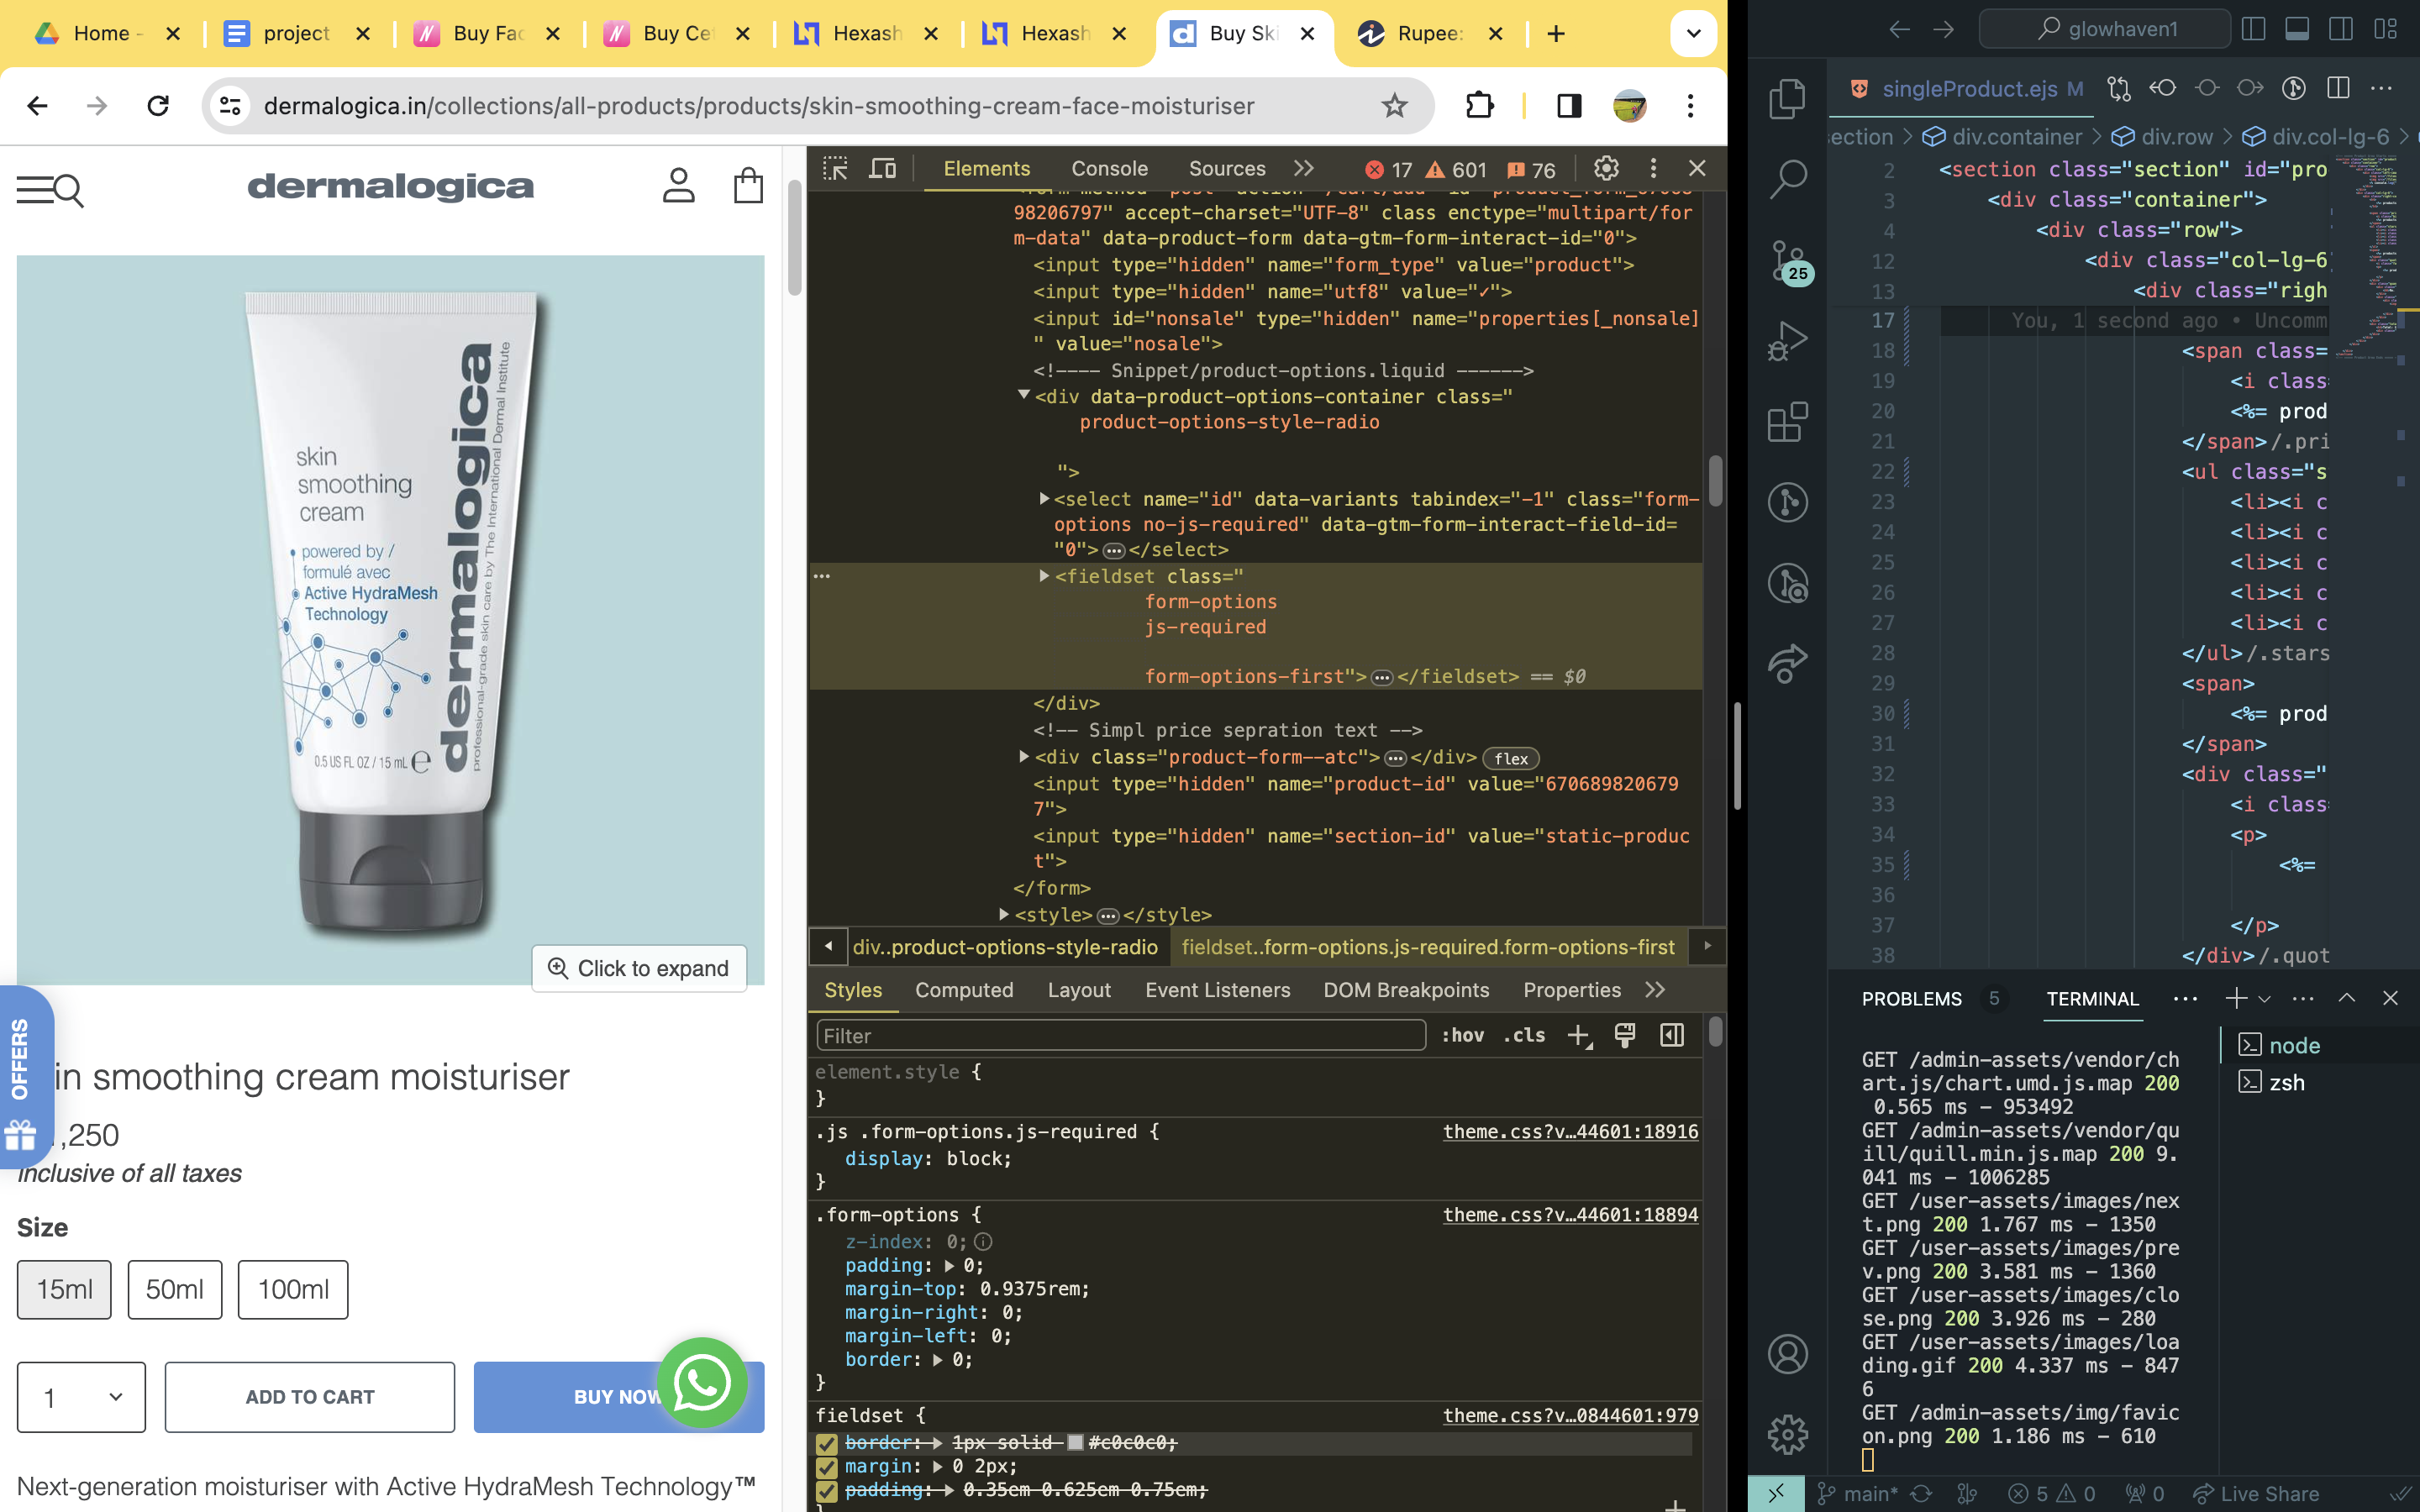 Home -
project
Buy Fac
Buy Cet
Hexash
Hexash
Buy Ski
Rupee:
dermalogica.in/collections/all-products/products/skin-smoothing-cream-face-moisturiser
dermalogica
skin
smoothing
cream
powered by /
formulé avec
Active HydraMesh
Technology
dermalogica
professional-grade skin care by The International Dermal Institute
0.5 US FL OZ / 15 mL e
Click to expand
OFFERS
in smoothing cream moisturiser
,250
Inclusive of all taxes
Size
15ml 50ml 100ml
1
ADD TO CART
BUY NOW
Next-generation moisturiser with Active HydraMesh Technology™
Elements Console Sources 17 601 76
98206797" accept-charset="UTF-8" class enctype="multipart/for
m-data" data-product-form data-gtm-form-interact-id="0">
<input type="hidden" name="form_type" value="product">
<input type="hidden" name="utf8" value="✓">
<input id="nonsale" type="hidden" name="properties[_nonsale]
" value="nosale">
<!---- Snippet/product-options.liquid ------>
<div data-product-options-container class="
product-options-style-radio
">
<select name="id" data-variants tabindex="-1" class="form-
options no-js-required" data-gtm-form-interact-field-id=
"0">…</select>
<fieldset class="
form-options
js-required
form-options-first">…</fieldset> == $0
</div>
<!-- Simpl price sepration text -->
<div class="product-form--atc">…</div> flex
<input type="hidden" name="product-id" value="670689820679
7">
<input type="hidden" name="section-id" value="static-produc
t">
</form>
<style>…</style>
div..product-options-style-radio fieldset..form-options.js-required.form-options-first
Styles Computed Layout Event Listeners DOM Breakpoints Properties
Filter :hov .cls
element.style {
}
.js .form-options.js-required { theme.css?v…44601:18916
display: block;
}
.form-options { theme.css?v…44601:18894
z-index: 0;
padding: 0;
margin-top: 0.9375rem;
margin-right: 0;
margin-left: 0;
border: 0;
}
fieldset { theme.css?v…0844601:979
border: 1px solid #c0c0c0;
margin: 0 2px;
padding: 0.35em 0.625em 0.75em;
glowhaven1
singleProduct.ejs M
ection > div.container > div.row > div.col-lg-6 >
25
2 <section class="section" id="pro
3 <div class="container">
4 <div class="row">
12 <div class="col-lg-6
13 <div class="righ
17 You, 1 second ago • Uncomm
18 <span class=
19 <i class
20 <%= prod
21 </span>/.pri
22 <ul class="s
23 <li><i c
24 <li><i c
25 <li><i c
26 <li><i c
27 <li><i c
28 </ul>/.stars
29 <span>
30 <%= prod
31 </span>
32 <div class="
33 <i class
34 <p>
35 <%=
36
37 </p>
38 </div>/.quot
PROBLEMS 5 TERMINAL
node
zsh
GET /admin-assets/vendor/ch
art.js/chart.umd.js.map 200
0.565 ms - 953492
GET /admin-assets/vendor/qu
ill/quill.min.js.map 200 9.
041 ms - 1006285
GET /user-assets/images/nex
t.png 200 1.767 ms - 1350
GET /user-assets/images/pre
v.png 200 3.581 ms - 1360
GET /user-assets/images/clo
se.png 200 3.926 ms - 280
GET /user-assets/images/loa
ding.gif 200 4.337 ms - 847
6
GET /admin-assets/img/favic
on.png 200 1.186 ms - 610
main* 5 0 0 Live Share